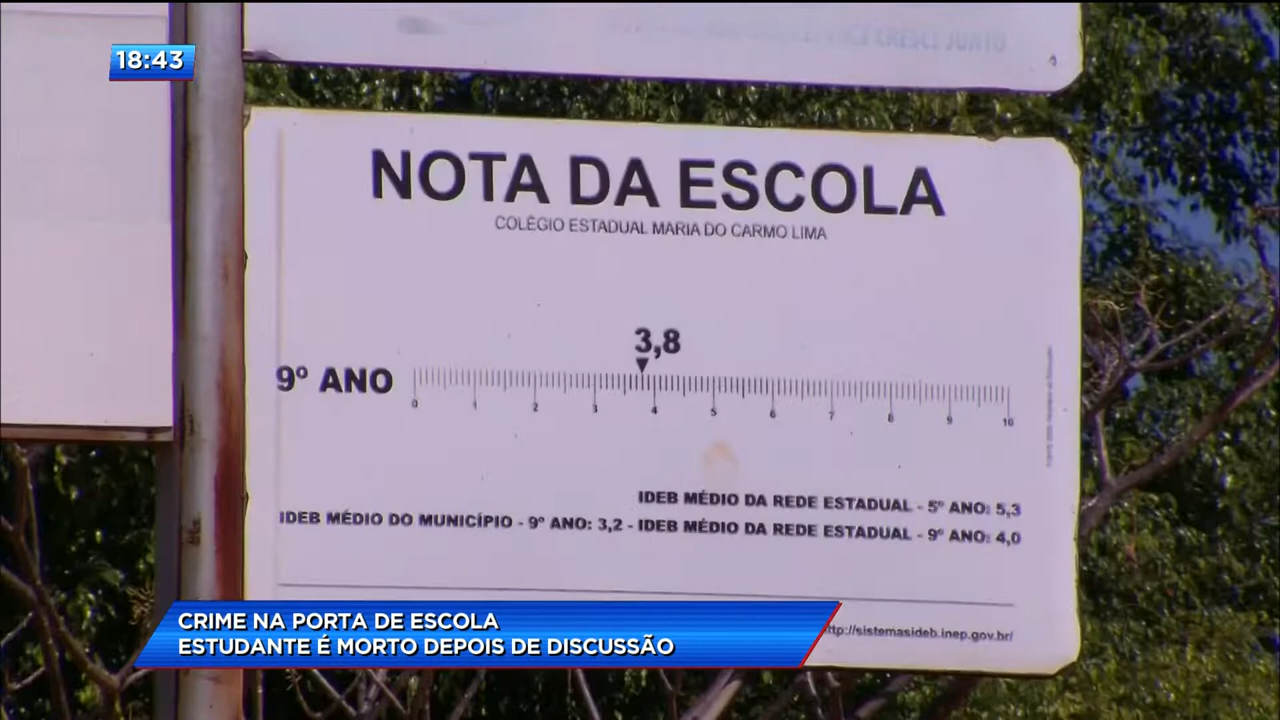 CRESCE JUNTO
18:43
NOTA DA ESCOLA
COLÉGIO ESTADUAL MARIA DO CARMO LIMA
3,8
9º ANO
0 1 2 3 4 5 6 7 8 9 10
IDEB MÉDIO DA REDE ESTADUAL - 5º ANO: 5,3
IDEB MÉDIO DO MUNICÍPIO - 9º ANO: 3,2 - IDEB MÉDIO DA REDE ESTADUAL - 9º ANO: 4,0
http://sistemasideb.inep.gov.br/
CRIME NA PORTA DE ESCOLA
ESTUDANTE É MORTO DEPOIS DE DISCUSSÃO